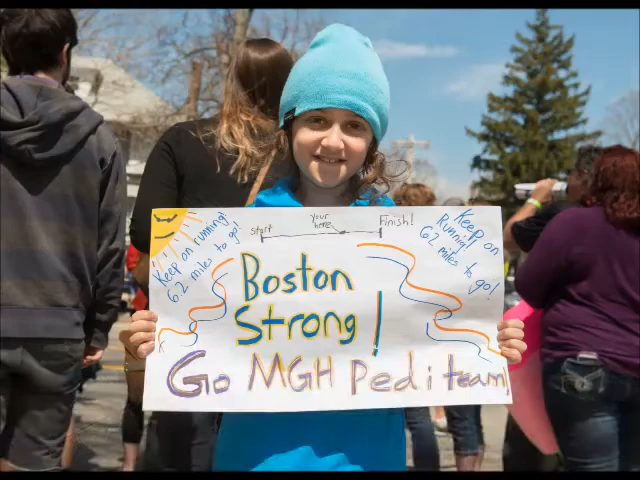 Keep on running!
6.2 miles to go!
Start
your here
Finish!
Keep on
Running!
6.2 miles to go!
Boston
Strong!
Go MGH Pedi team